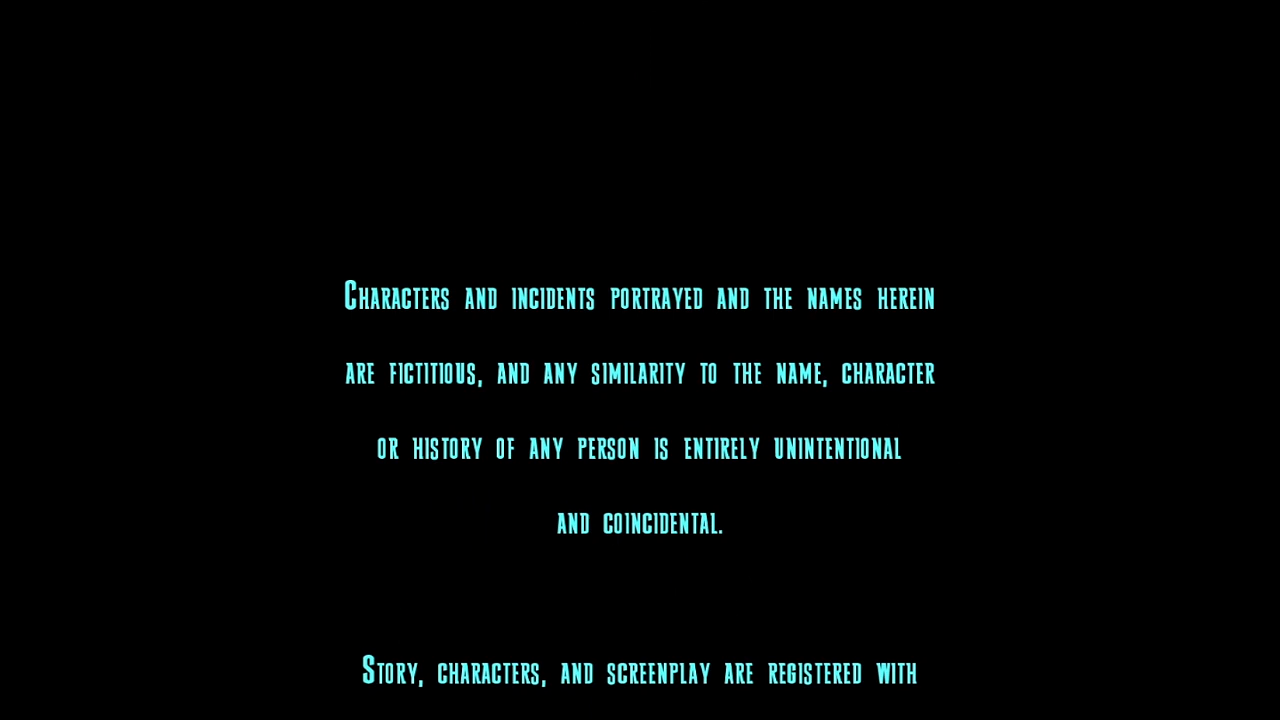 Characters and incidents portrayed and the names herein
are fictitious, and any similarity to the name, character
or history of any person is entirely unintentional
and coincidental.
Story, characters, and screenplay are registered with